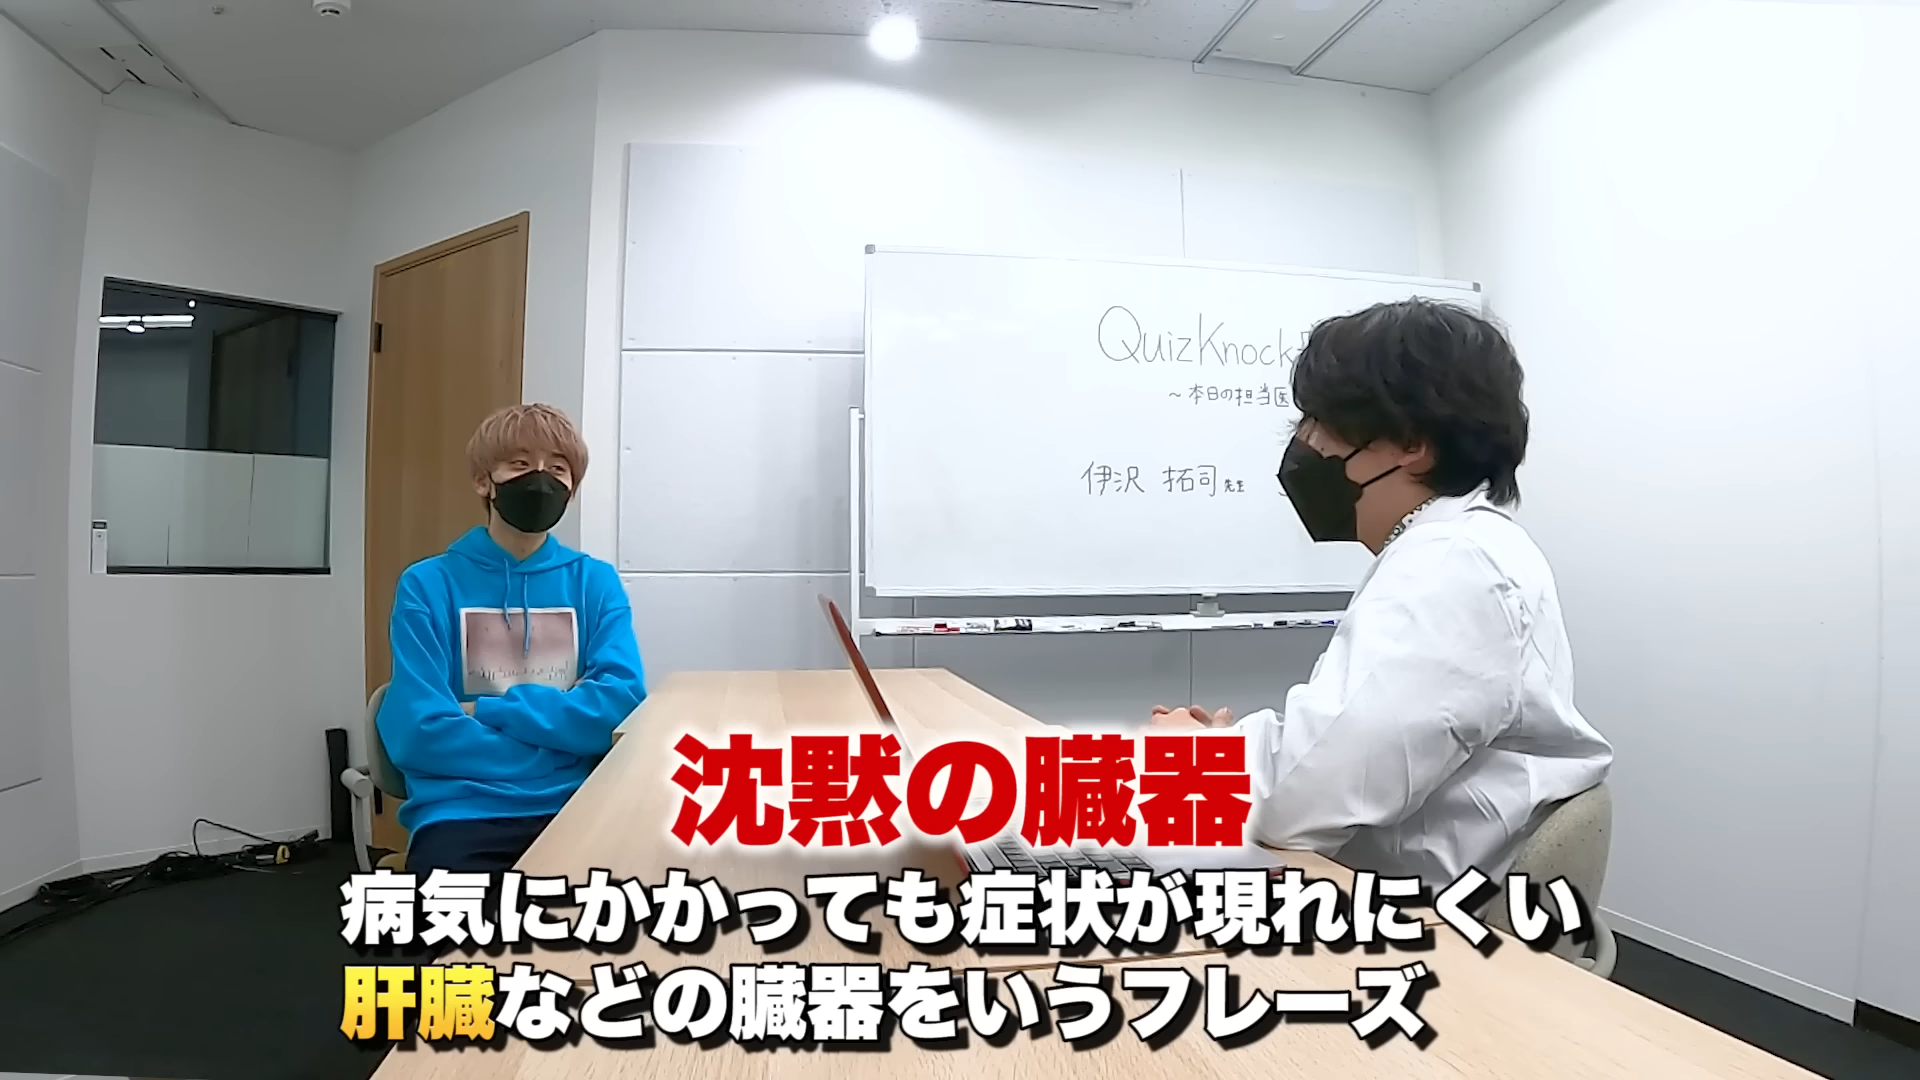 QuizKnock
～本日の担当医
伊沢 拓司先生
沈黙の臓器
病気にかかっても症状が現れにくい
肝臓などの臓器をいうフレーズ